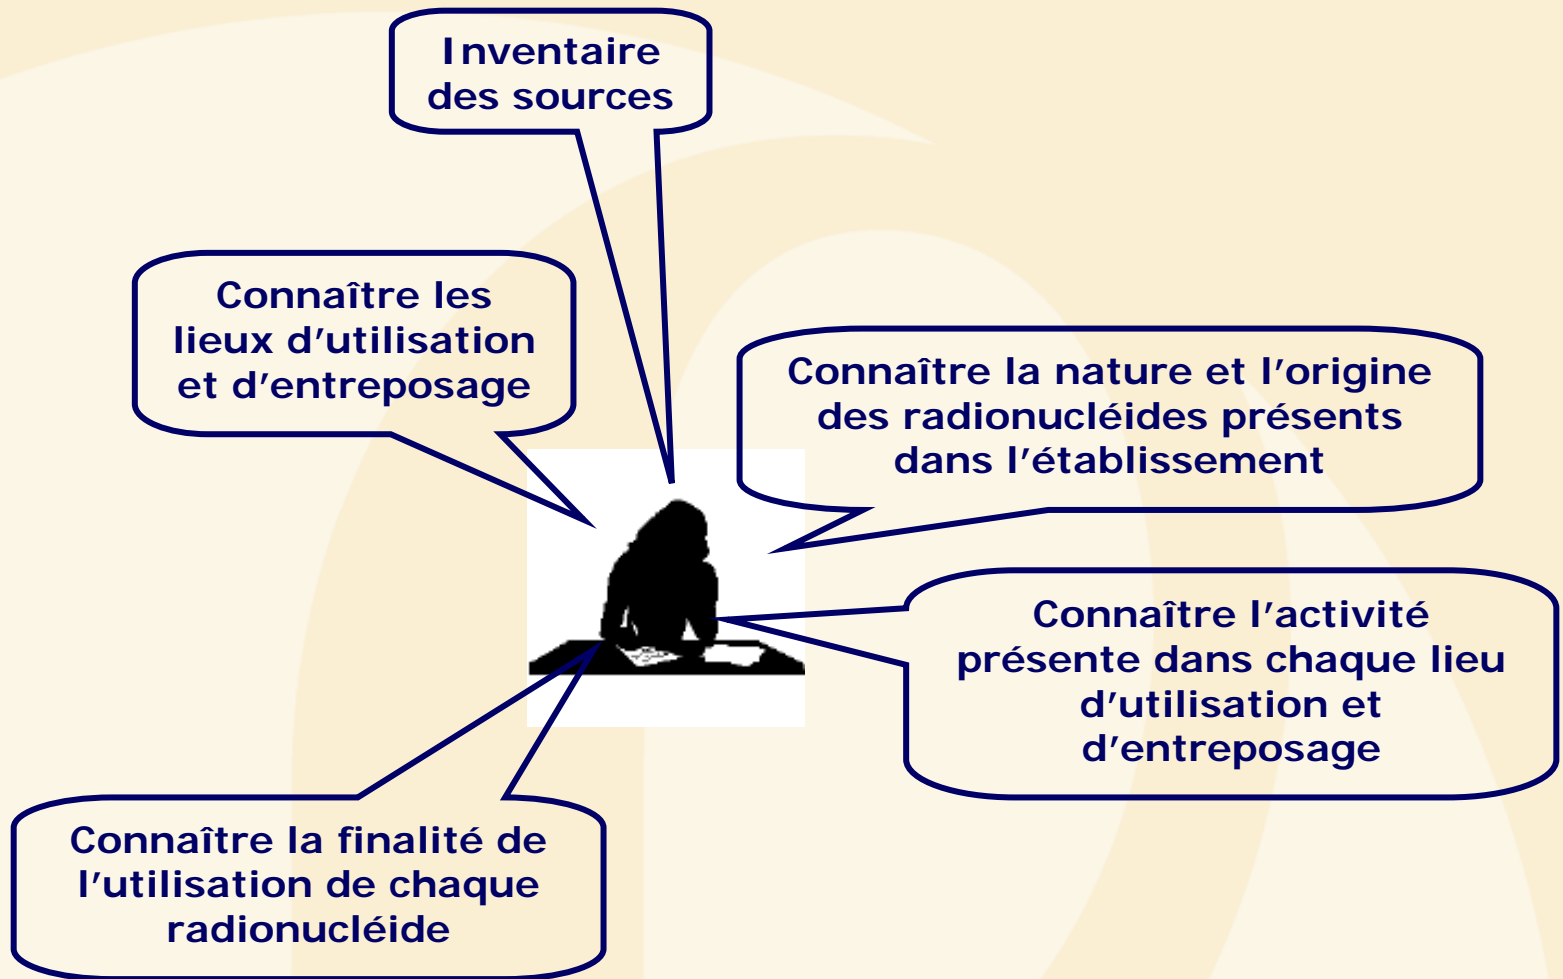 Inventaire
des sources
Connaître les
lieux d’utilisation
et d’entreposage
Connaître la nature et l’origine
des radionucléides présents
dans l’établissement
Connaître l’activité
présente dans chaque lieu
d’utilisation et
d’entreposage
Connaître la finalité de
l’utilisation de chaque
radionucléide